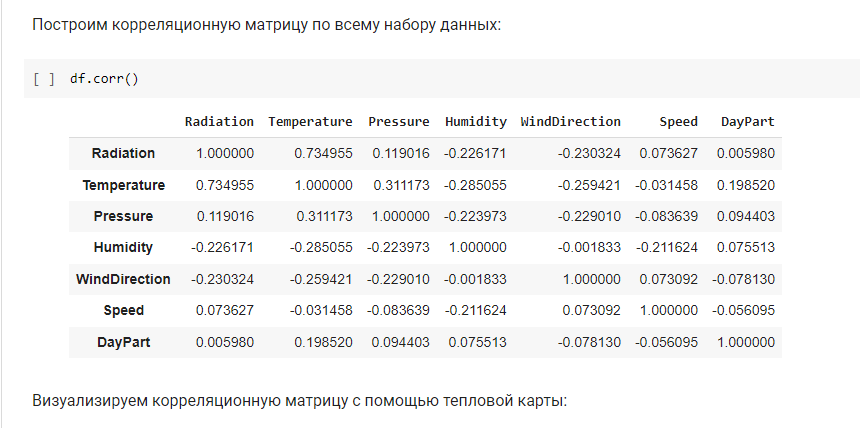 Построим корреляционную матрицу по всему набору данных:
[ ] df.corr()
Radiation Temperature Pressure Humidity WindDirection Speed DayPart
Radiation 1.000000 0.734955 0.119016 -0.226171 -0.230324 0.073627 0.005980
Temperature 0.734955 1.000000 0.311173 -0.285055 -0.259421 -0.031458 0.198520
Pressure 0.119016 0.311173 1.000000 -0.223973 -0.229010 -0.083639 0.094403
Humidity -0.226171 -0.285055 -0.223973 1.000000 -0.001833 -0.211624 0.075513
WindDirection -0.230324 -0.259421 -0.229010 -0.001833 1.000000 0.073092 -0.078130
Speed 0.073627 -0.031458 -0.083639 -0.211624 0.073092 1.000000 -0.056095
DayPart 0.005980 0.198520 0.094403 0.075513 -0.078130 -0.056095 1.000000
Визуализируем корреляционную матрицу с помощью тепловой карты: